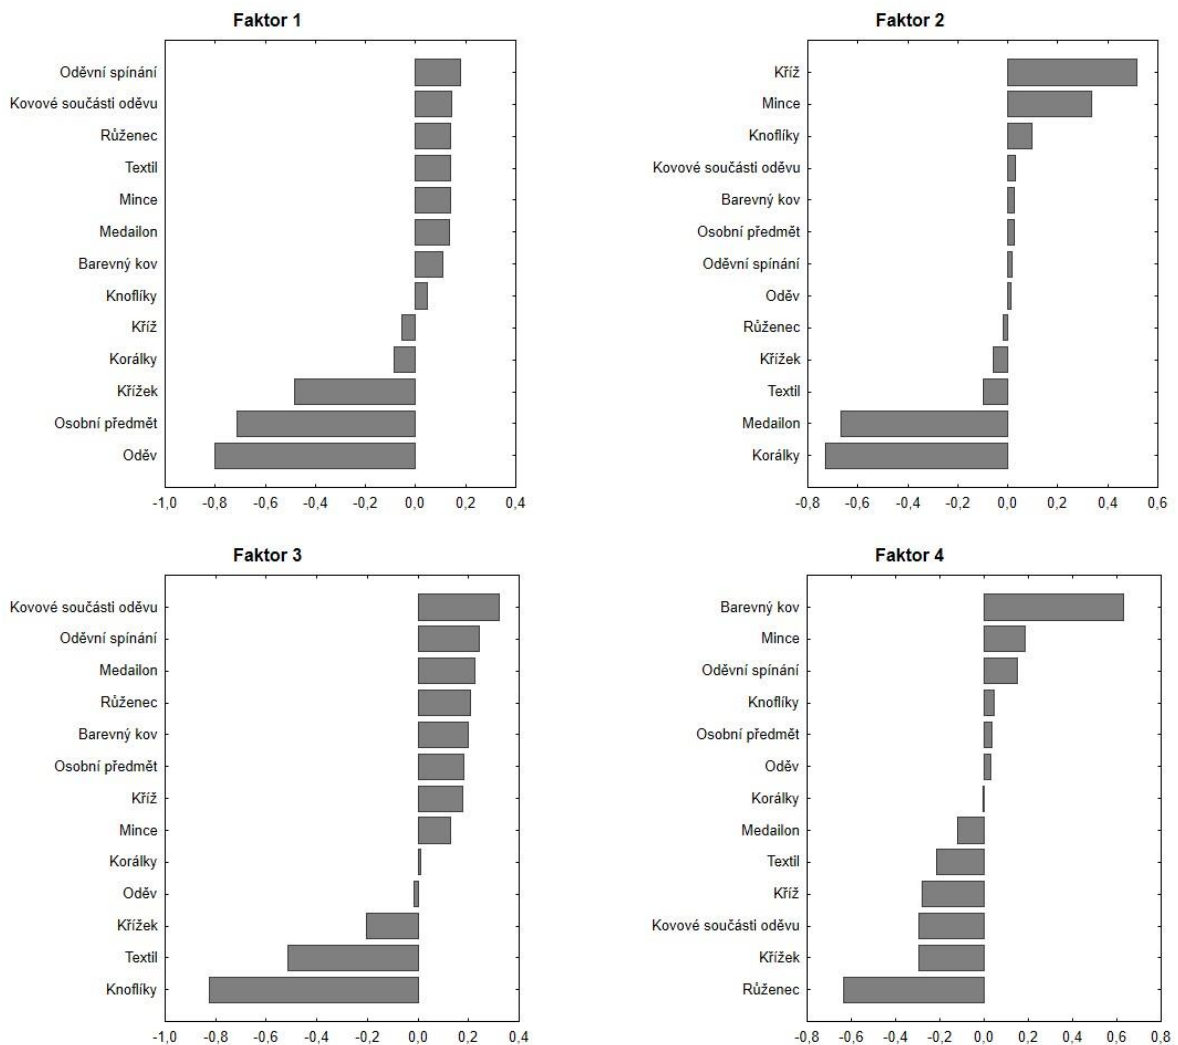 Faktor 1
Oděvní spínání
Kovové součásti oděvu
Růženec
Textil
Mince
Medailon
Barevný kov
Knoflíky
Kříž
Korálky
Křížek
Osobní předmět
Oděv
-1,0 -0,8 -0,6 -0,4 -0,2 0,0 0,2 0,4
Faktor 2
Kříž
Mince
Knoflíky
Kovové součásti oděvu
Barevný kov
Osobní předmět
Oděvní spínání
Oděv
Růženec
Křížek
Textil
Medailon
Korálky
-0,8 -0,6 -0,4 -0,2 0,0 0,2 0,4 0,6
Faktor 3
Kovové součásti oděvu
Oděvní spínání
Medailon
Růženec
Barevný kov
Osobní předmět
Kříž
Mince
Korálky
Oděv
Křížek
Textil
Knoflíky
-1,0 -0,8 -0,6 -0,4 -0,2 0,0 0,2 0,4
Faktor 4
Barevný kov
Mince
Oděvní spínání
Knoflíky
Osobní předmět
Oděv
Korálky
Medailon
Textil
Kříž
Kovové součásti oděvu
Křížek
Růženec
-0,8 -0,6 -0,4 -0,2 0,0 0,2 0,4 0,6 0,8